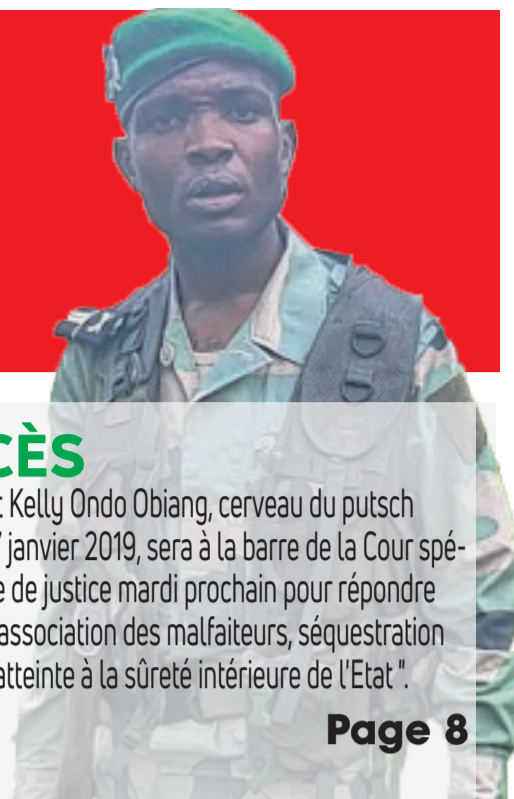 CÈS
t Kelly Ondo Obiang, cerveau du putsch
7 janvier 2019, sera à la barre de la Cour spé-
e de justice mardi prochain pour répondre
association des malfaiteurs, séquestration
atteinte à la sûreté intérieure de l'Etat ".
Page 8